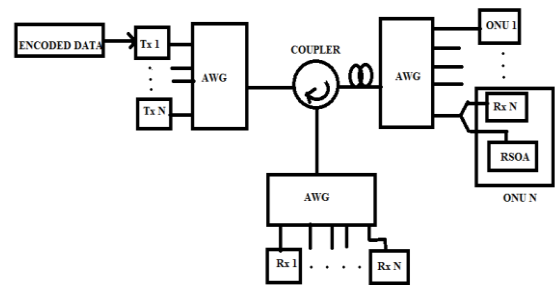 ENCODED DATA
Tx 1
Tx N
AWG
COUPLER
AWG
ONU 1
Rx N
RSOA
ONU N
AWG
Rx 1
Rx N